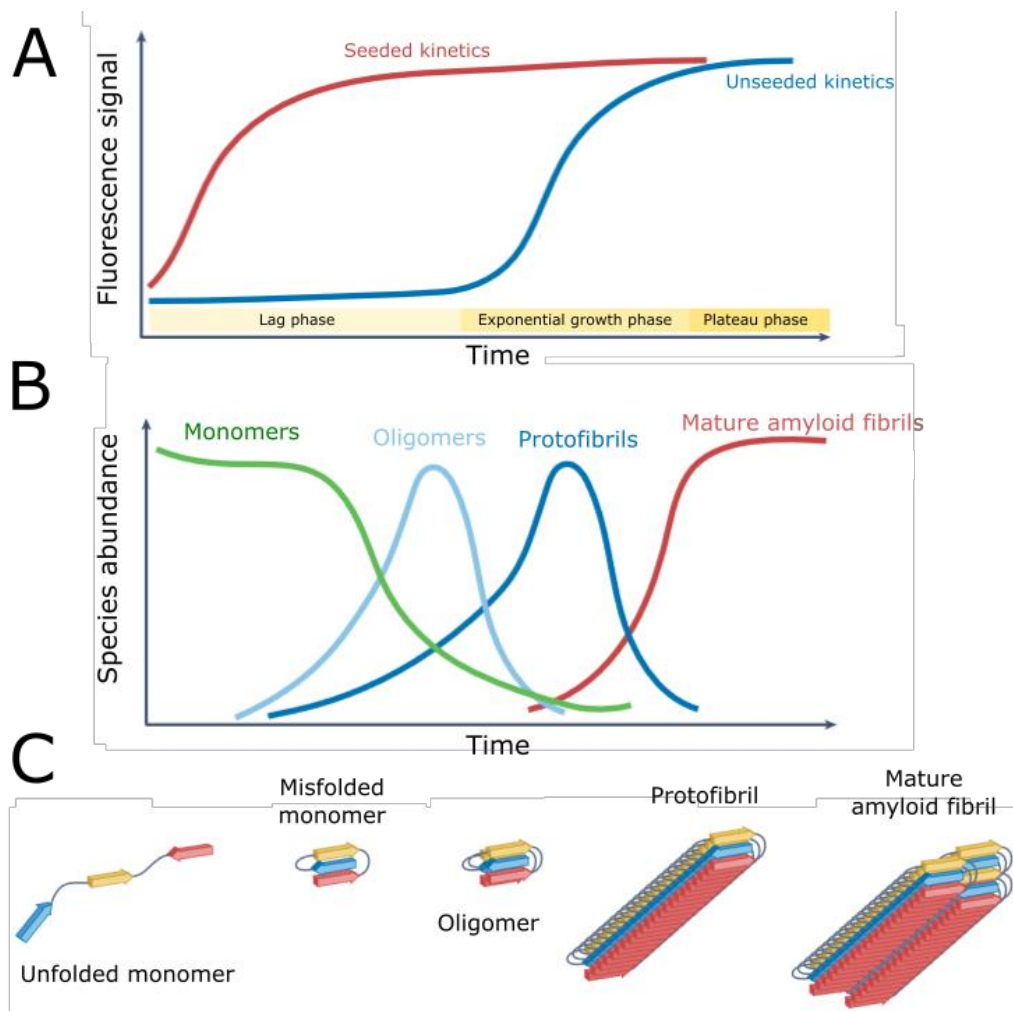 A
Fluorescence signal
Seeded kinetics
Unseeded kinetics
Lag phase
Exponential growth phase
Plateau phase
Time
B
Species abundance
Monomers
Oligomers
Protofibrils
Mature amyloid fibrils
Time
C
Unfolded monomer
Misfolded
monomer
Oligomer
Protofibril
Mature
amyloid fibril